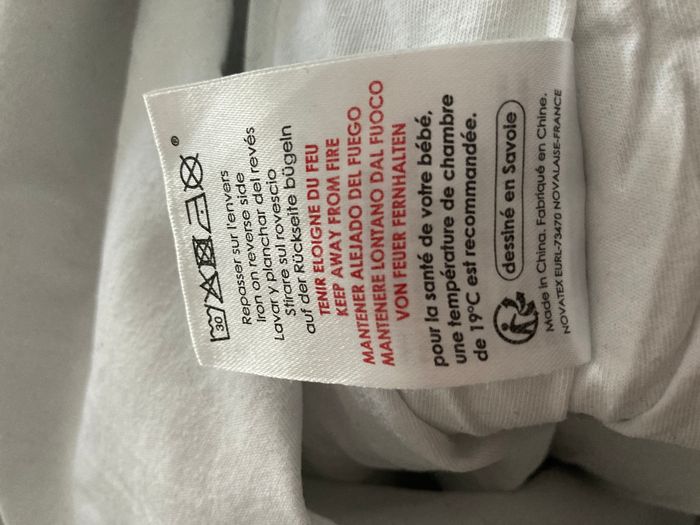 30
®
Repasser sur l'envers
Iron on reverse side
Lavar y planchar del revés
Stirare sul rovescio
auf der Rückseite bügeln
TENIR ELOIGNE DU FEU
KEEP AWAY FROM FIRE
MANTENER ALEJADO DEL FUEGO
MANTENERE LONTANO DAL FUOCO
VON FEUER FERNHALTEN
pour la santé de votre bébé,
une température de chambre
de 19°C est recommandée.
dessiné en Savoie
Made in China. Fabriqué en Chine.
NOVATEX EURL-73470 NOVALAISE-FRANCE